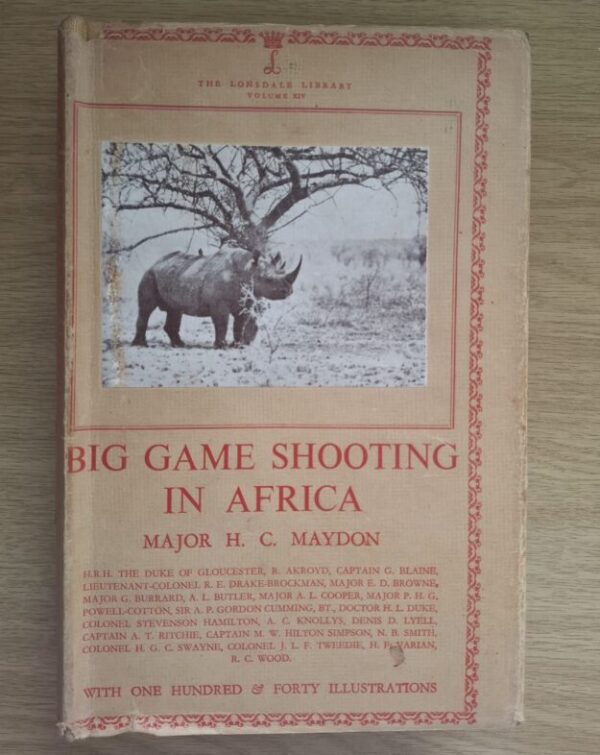 L
THE LONSDALE LIBRARY
VOLUME XIV
BIG GAME SHOOTING
IN AFRICA
MAJOR H. C. MAYDON
H.R.H. THE DUKE OF GLOUCESTER, R. AKROYD, CAPTAIN G. BLAINE,
LIEUTENANT-COLONEL R. E. DRAKE-BROCKMAN, MAJOR E. D. BROWNE,
MAJOR G. BURRARD, A. L. BUTLER, MAJOR A. L. COOPER, MAJOR P. H. G.
POWELL-COTTON, SIR A. P. GORDON CUMMING, BT., DOCTOR H. L. DUKE,
COLONEL STEVENSON HAMILTON, A. C. KNOLLYS, DENIS D. LYELL,
CAPTAIN A. T. RITCHIE, CAPTAIN M. W. HILTON SIMPSON, N. B. SMITH,
COLONEL H. G. C. SWAYNE, COLONEL J. L. F. TWEEDIE, H. F. VARIAN,
R. C. WOOD.
WITH ONE HUNDRED & FORTY ILLUSTRATIONS